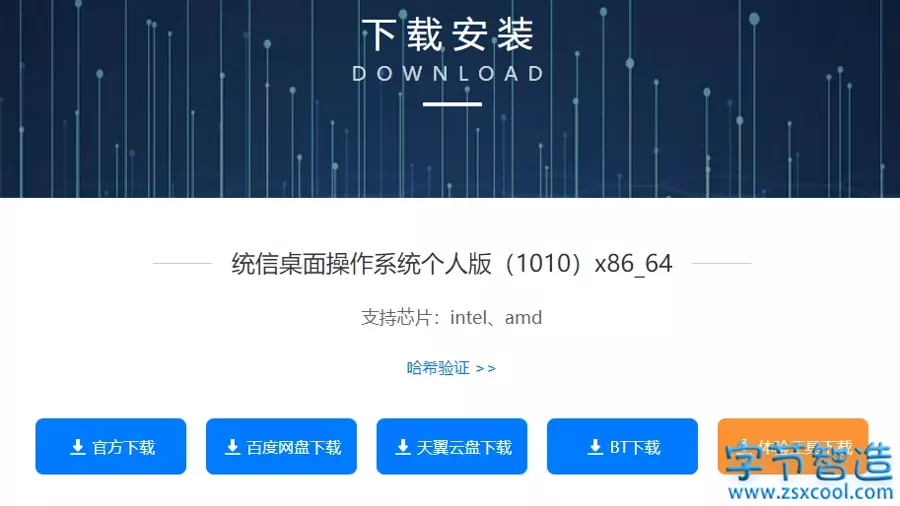 下载安装
DOWNLOAD
统信桌面操作系统个人版（1010）x86_64
支持芯片：intel、amd
哈希验证 >>
官方下载
百度网盘下载
天翼云盘下载
BT下载
体验工具下载
字节智造
www.zsxcool.com